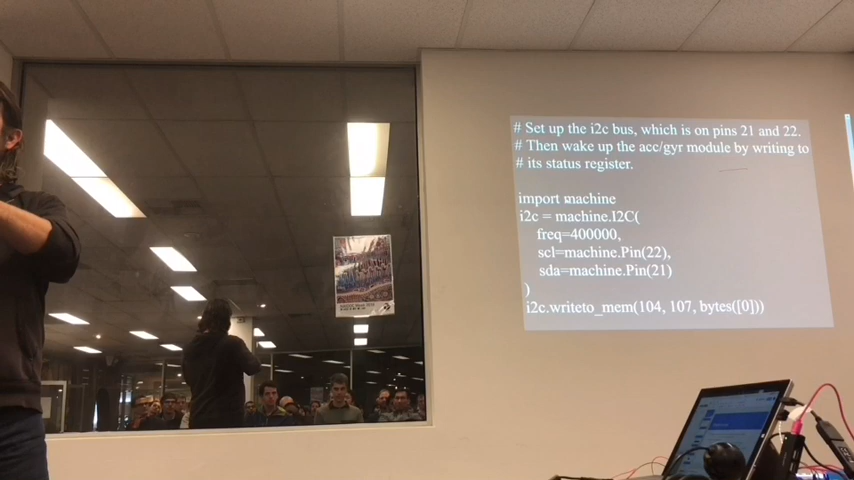 # Set up the i2c bus, which is on pins 21 and 22.
# Then wake up the acc/gyr module by writing to
# its status register.
import machine
i2c = machine.I2C(
freq=400000,
scl=machine.Pin(22),
sda=machine.Pin(21)
)
i2c.writeto_mem(104, 107, bytes([0]))